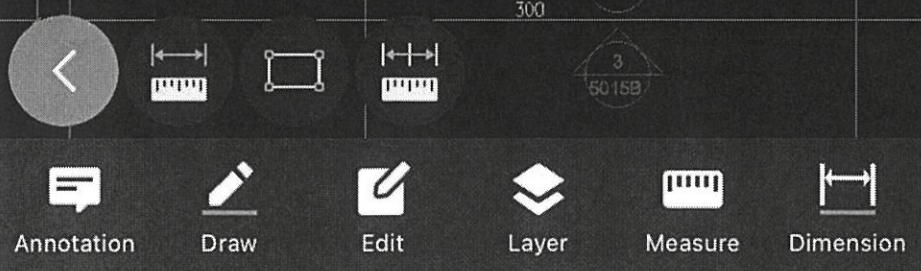 300
3
5015B
Annotation
Draw
Edit
Layer
Measure
Dimension